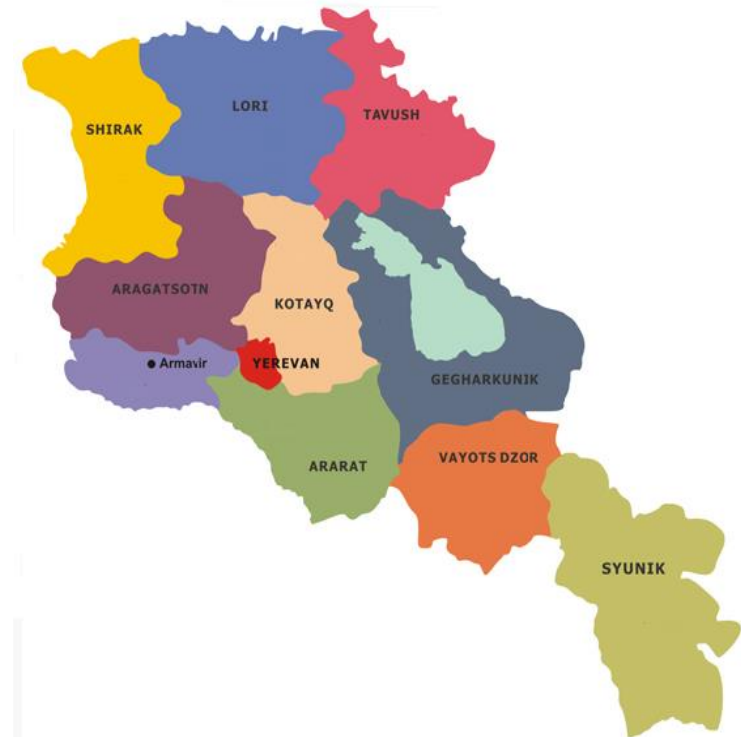 LORI
TAVUSH
SHIRAK
ARAGATSOTN
KOTAYQ
Armavir
YEREVAN
GEGHARKUNIK
ARARAT
VAYOTS DZOR
SYUNIK